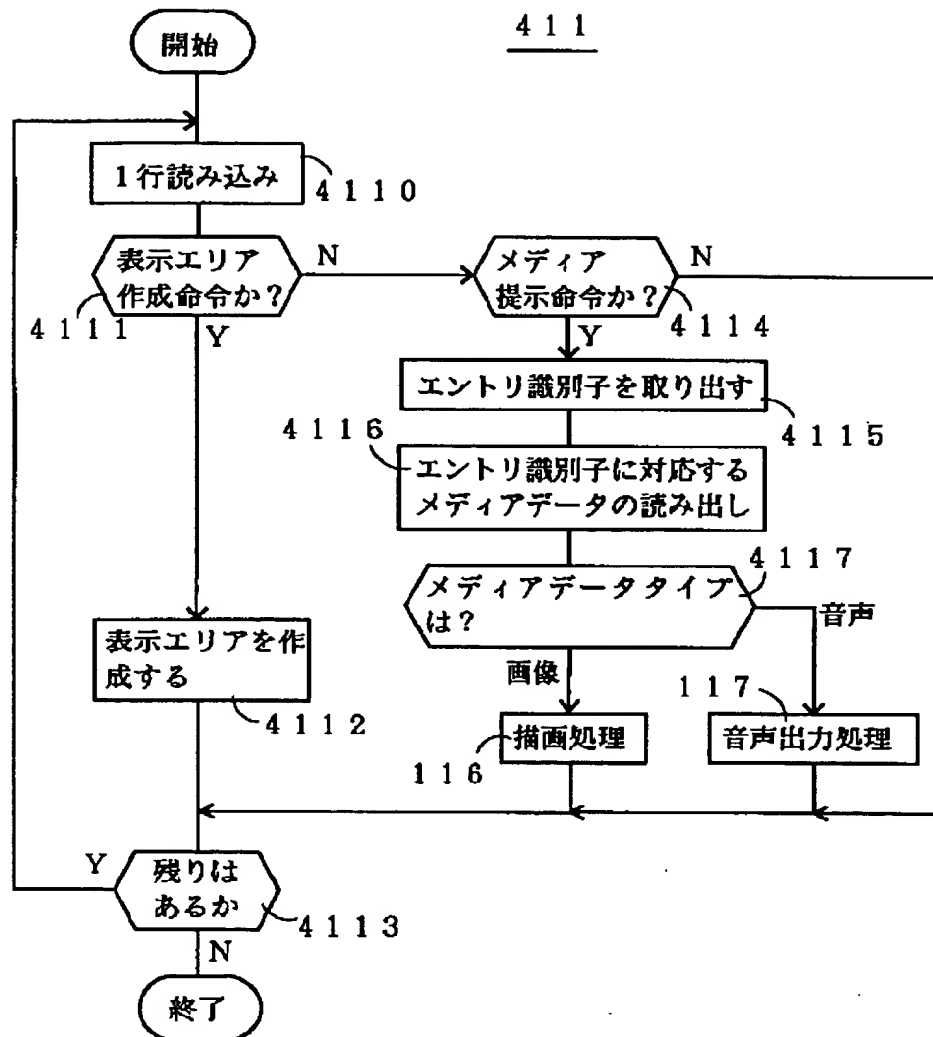 411
開始
1行読み込み
4110
表示エリア
作成命令か?
4111
N
Y
メディア
提示命令か?
4114
N
Y
エントリ識別子を取り出す
4115
4116
エントリ識別子に対応する
メディアデータの読み出し
4117
メディアデータタイプ
は?
音声
画像
表示エリアを作
成する
4112
描画処理
116
117
音声出力処理
Y
残りは
あるか
4113
N
終了